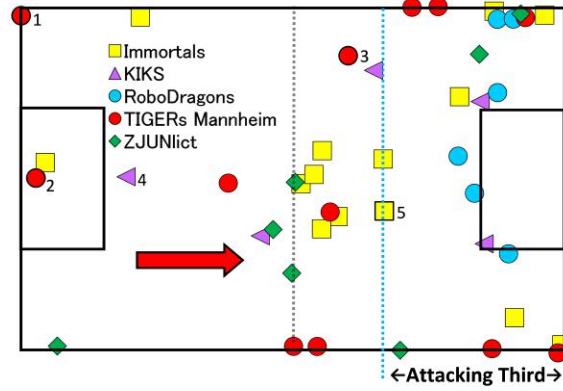 1
3
Immortals
KIKS
RoboDragons
TIGERs Mannheim
ZJUNlict
2
4
5
←Attacking Third→